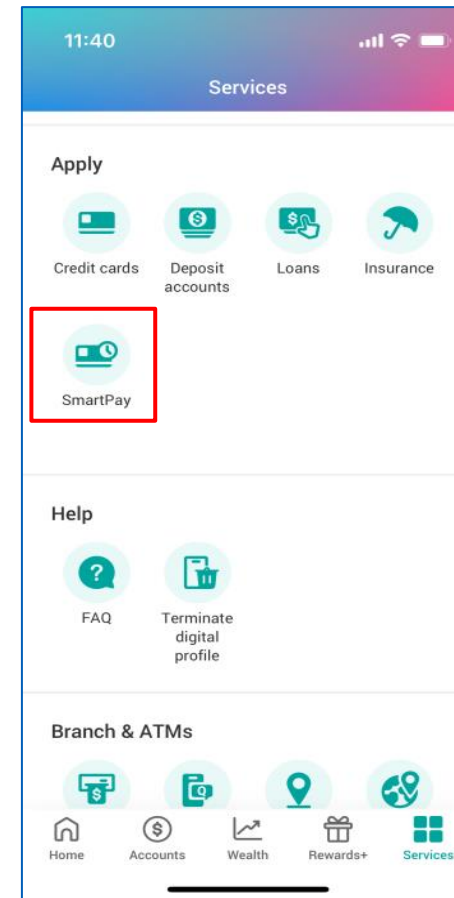 11:40
Services
Apply
Credit cards
Deposit
accounts
Loans
Insurance
SmartPay
Help
FAQ
Terminate
digital
profile
Branch & ATMs
Home
Accounts
Wealth
Rewards+
Services